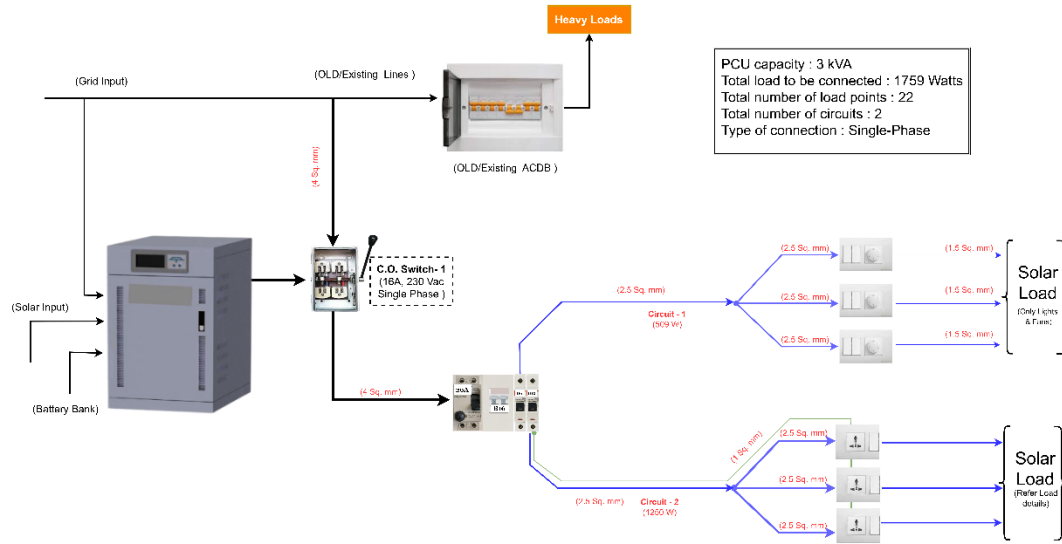 Heavy Loads
(Grid Input)
(OLD/Existing Lines )
PCU capacity : 3 kVA
Total load to be connected : 1759 Watts
Total number of load points : 22
Total number of circuits : 2
Type of connection : Single-Phase
(OLD/Existing ACDB )
(4 Sq. mm)
C.O. Switch- 1
(16A, 230 Vac
Single Phase )
(Solar Input)
(Battery Bank)
(4 Sq. mm)
(2.5 Sq. mm)
Circuit - 1
(509 W)
(2.5 Sq. mm)
(1.5 Sq. mm)
(2.5 Sq. mm)
(1.5 Sq. mm)
(2.5 Sq. mm)
(1.5 Sq. mm)
Solar
Load
(Only Lights
& Fans)
(2.5 Sq. mm)
Circuit - 2
(1250 W)
(1 Sq. mm)
(2.5 Sq. mm)
(2.5 Sq. mm)
(2.5 Sq. mm)
Solar
Load
(Refer Load
details)